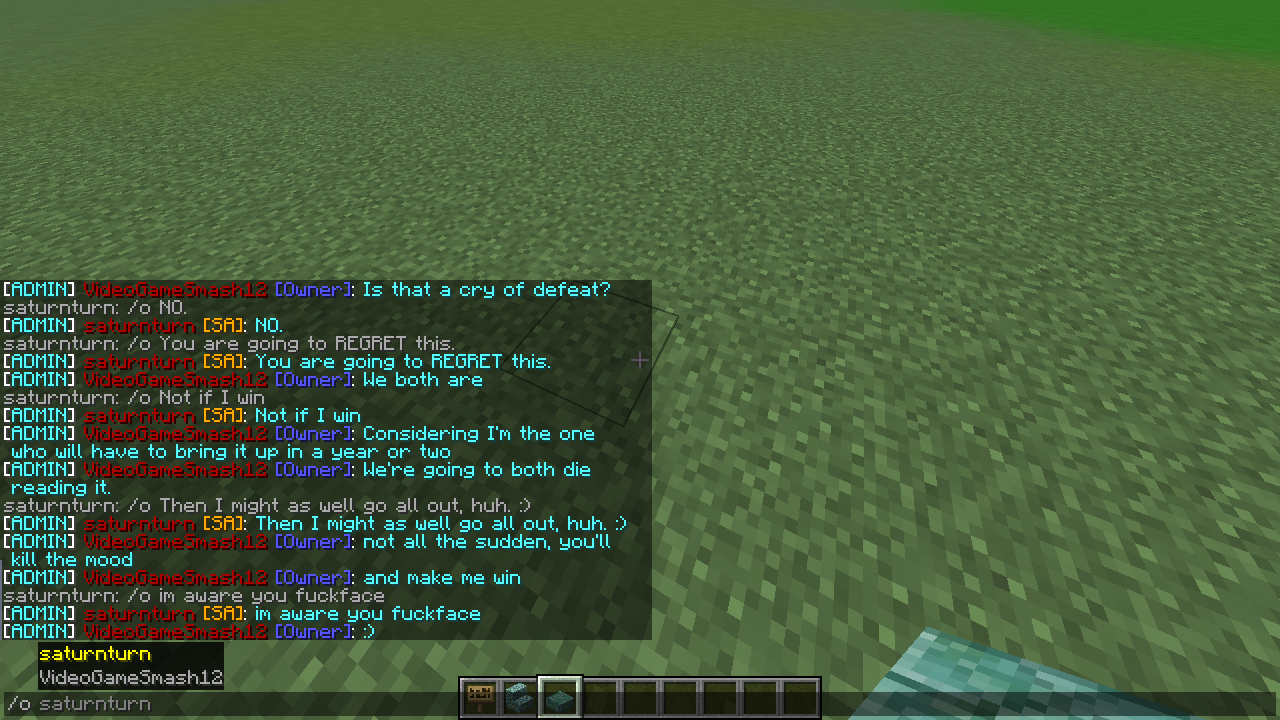 [ADMIN] VideoGameSmash12 [Owner]: Is that a cry of defeat?
saturnturn: /o NO.
[ADMIN] saturnturn [SA]: NO.
saturnturn: /o You are going to REGRET this.
[ADMIN] saturnturn [SA]: You are going to REGRET this.
[ADMIN] VideoGameSmash12 [Owner]: We both are
saturnturn: /o Not if I win
[ADMIN] saturnturn [SA]: Not if I win
[ADMIN] VideoGameSmash12 [Owner]: Considering I'm the one
who will have to bring it up in a year or two
[ADMIN] VideoGameSmash12 [Owner]: We're going to both die
reading it.
saturnturn: /o Then I might as well go all out, huh. :)
[ADMIN] saturnturn [SA]: Then I might as well go all out, huh. :)
[ADMIN] VideoGameSmash12 [Owner]: not all the sudden, you'll
kill the mood
[ADMIN] VideoGameSmash12 [Owner]: and make me win
saturnturn: /o im aware you fuckface
[ADMIN] saturnturn [SA]: im aware you fuckface
[ADMIN] VideoGameSmash12 [Owner]: :)
saturnturn
VideoGameSmash12
/o saturnturn